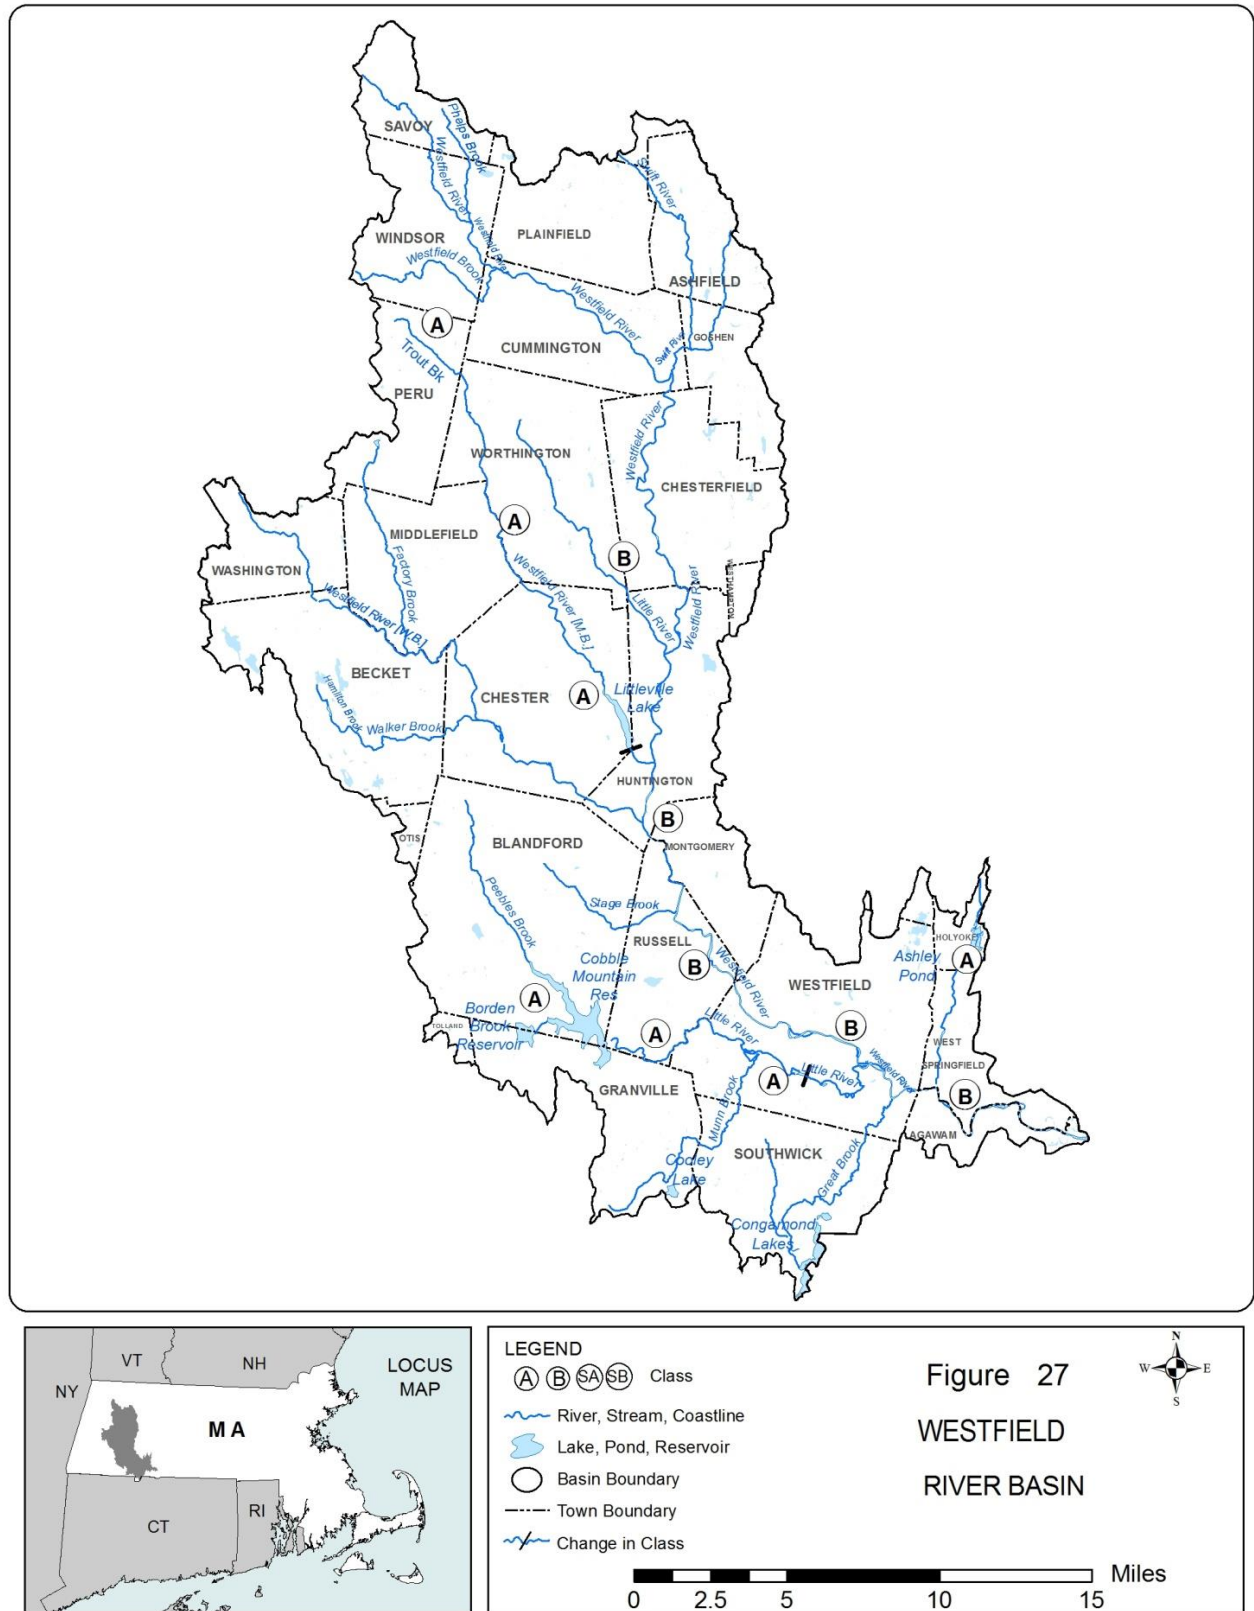 SAVOY
Phelps Brook
Westfield River
Swift River
WINDSOR
Westfield River
PLAINFIELD
Westfield Brook
ASHFIELD
A
Westfield River
GOSHEN
CUMMINGTON
Swift River
Trout Bk
PERU
Westfield River
WORTHINGTON
CHESTERFIELD
A
MIDDLEFIELD
B
WASHINGTON
Factory Brook
Westfield River [M.B.]
Westfield River [W.B.]
Little River
Westfield River
WESTHAMPTON
BECKET
Hamilton Brook
CHESTER
A
Littleville
Lake
Walker Brook
HUNTINGTON
B
OTIS
BLANDFORD
MONTGOMERY
Peebles Brook
Stage Brook
RUSSELL
HOLYOKE
Cobble
Mountain
Res
B
Westfield River
Ashley
Pond
A
WESTFIELD
A
Borden
Brook
Reservoir
TOLLAND
A
Little River
B
WEST
SPRINGFIELD
Westfield River
A
Little River
B
GRANVILLE
Munn Brook
AGAWAM
SOUTHWICK
Great Brook
Cooley
Lake
Congamond
Lakes
VT
NH
LOCUS
MAP
NY
MA
CT
RI
LEGEND
A B SA SB Class
River, Stream, Coastline
Lake, Pond, Reservoir
Basin Boundary
Town Boundary
Change in Class
Figure 27
WESTFIELD
RIVER BASIN
N
W E
S
Miles
0 2.5 5 10 15